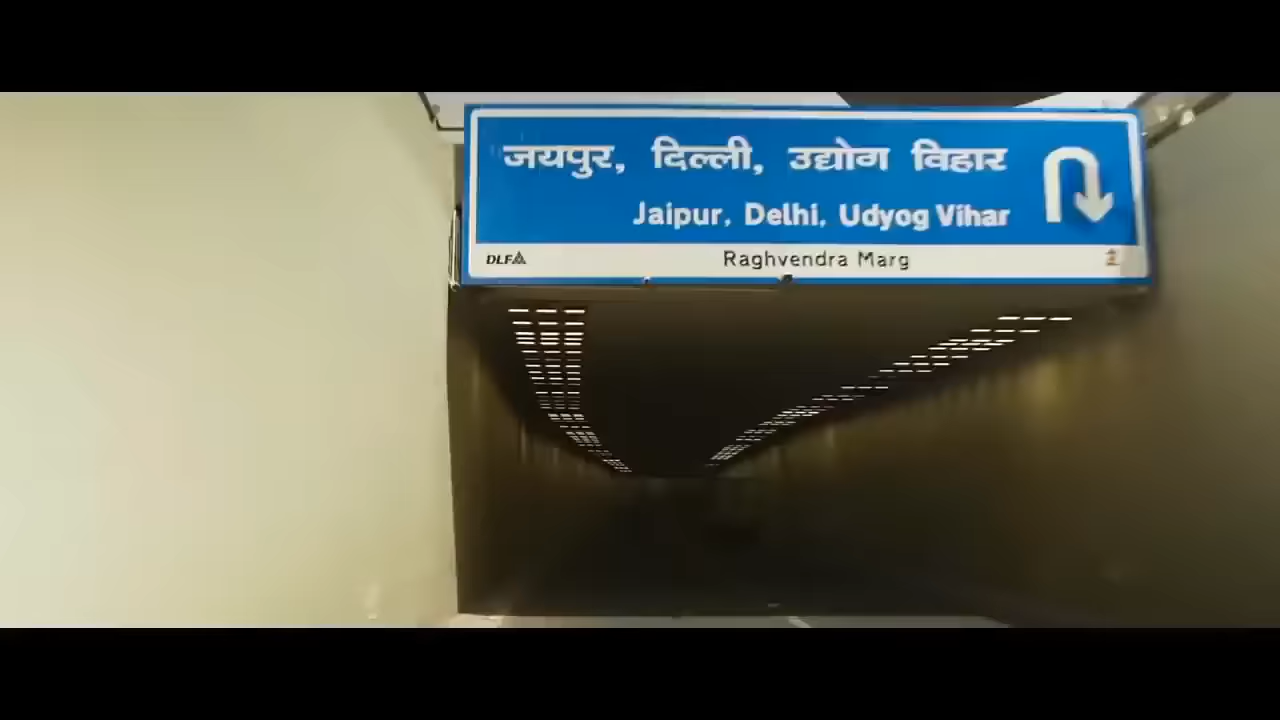 जयपुर, दिल्ली, उद्योग विहार
Jaipur, Delhi, Udyog Vihar
DLF Raghvendra Marg